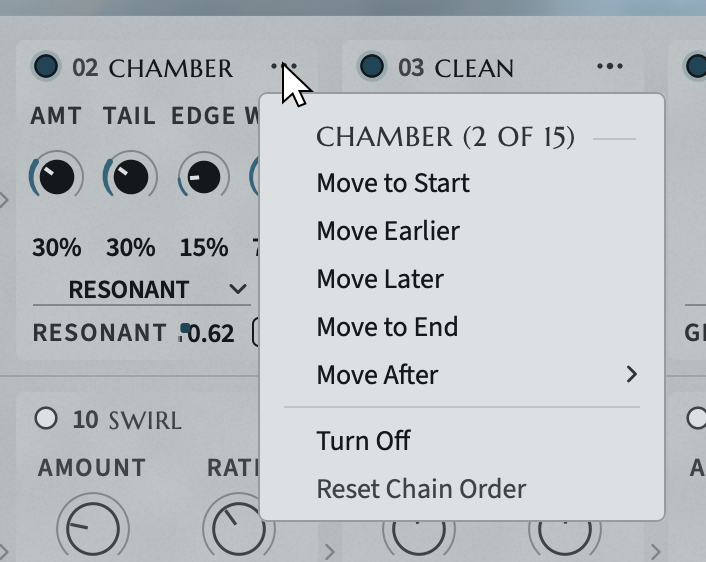 02 CHAMBER •••
03 CLEAN •••
AMT TAIL EDGE W
CHAMBER (2 OF 15)
Move to Start
Move Earlier
30% 30% 15%
Move Later
RESONANT
Move to End
RESONANT 0.62
Move After
10 SWIRL
Turn Off
AMOUNT RAT
Reset Chain Order